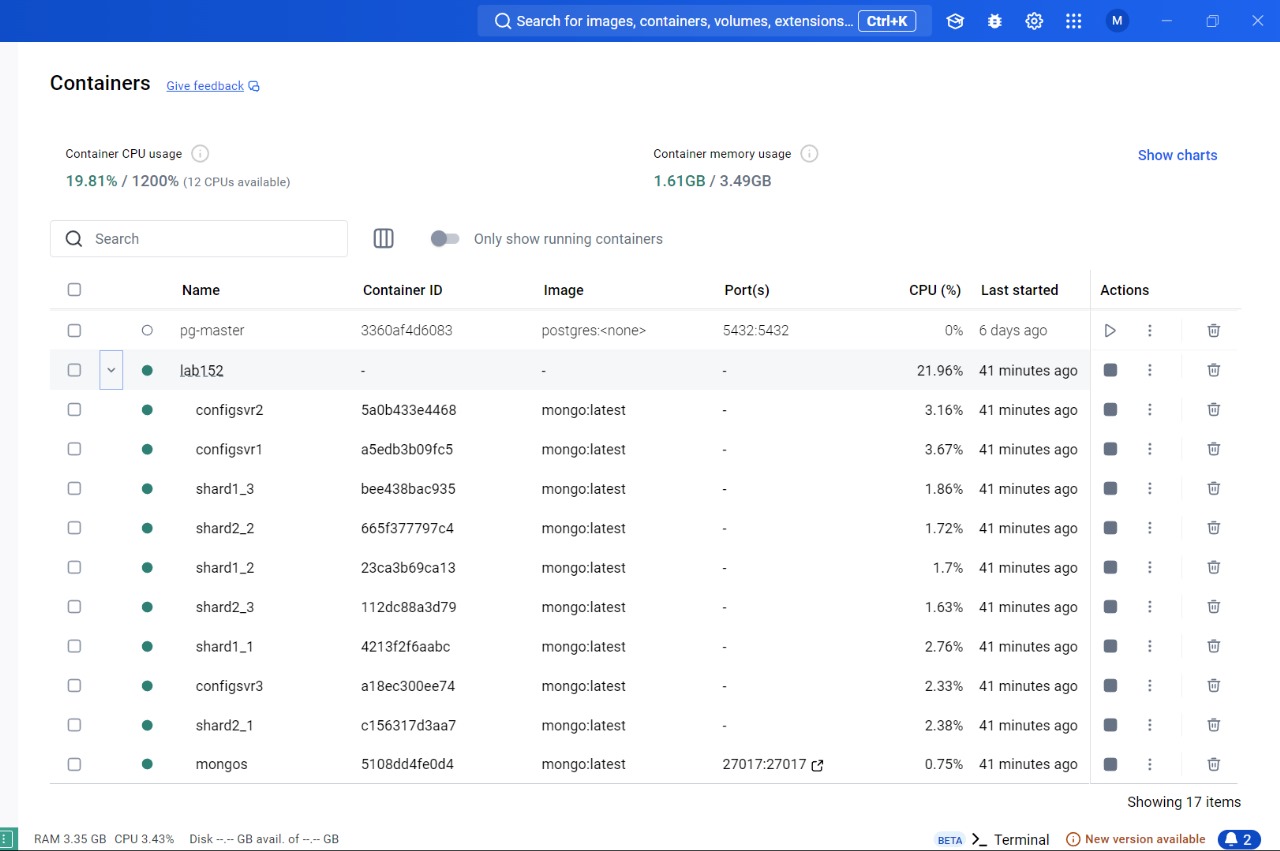 Search for images, containers, volumes, extensions... Ctrl+K M
Containers Give feedback
Container CPU usage Container memory usage Show charts
19.81% / 1200% (12 CPUs available) 1.61GB / 3.49GB
Search Only show running containers
Name Container ID Image Port(s) CPU (%) Last started Actions
pg-master 3360af4d6083 postgres:<none> 5432:5432 0% 6 days ago
lab152 - - - 21.96% 41 minutes ago
configsvr2 5a0b433e4468 mongo:latest - 3.16% 41 minutes ago
configsvr1 a5edb3b09fc5 mongo:latest - 3.67% 41 minutes ago
shard1_3 bee438bac935 mongo:latest - 1.86% 41 minutes ago
shard2_2 665f377797c4 mongo:latest - 1.72% 41 minutes ago
shard1_2 23ca3b69ca13 mongo:latest - 1.7% 41 minutes ago
shard2_3 112dc88a3d79 mongo:latest - 1.63% 41 minutes ago
shard1_1 4213f2f6aabc mongo:latest - 2.76% 41 minutes ago
configsvr3 a18ec300ee74 mongo:latest - 2.33% 41 minutes ago
shard2_1 c156317d3aa7 mongo:latest - 2.38% 41 minutes ago
mongos 5108dd4fe0d4 mongo:latest 27017:27017 0.75% 41 minutes ago
Showing 17 items
RAM 3.35 GB CPU 3.43% Disk --.-- GB avail. of --.-- GB BETA >_ Terminal New version available 2